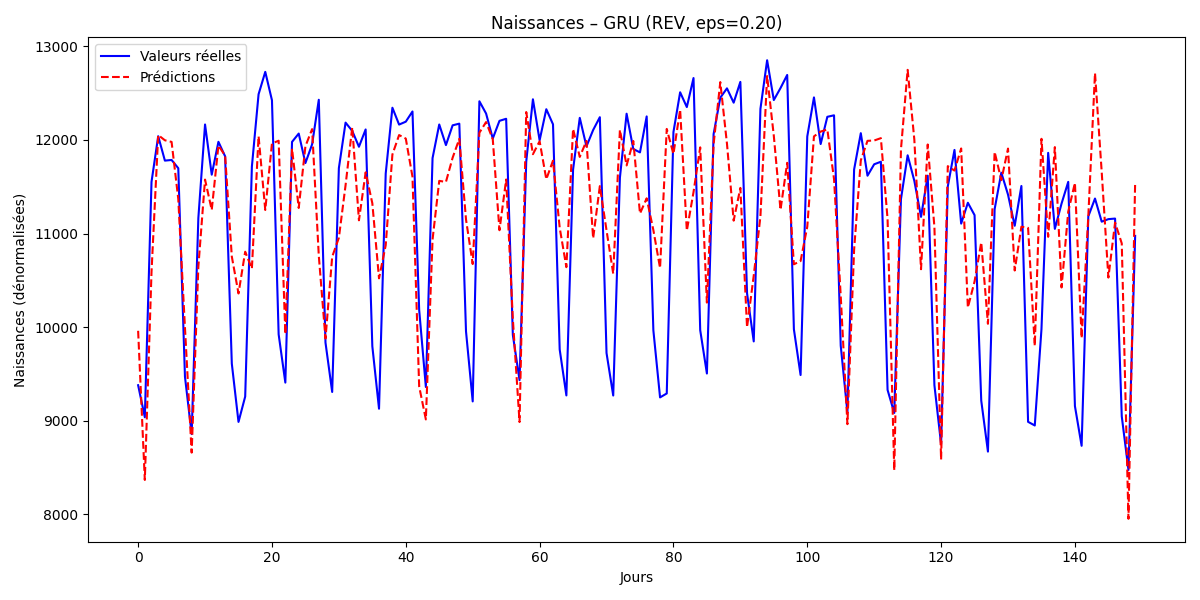 Naissances – GRU (REV, eps=0.20)
Valeurs réelles
Prédictions
Naissances (dénormalisées)
13000
12000
11000
10000
9000
8000
0 20 40 60 80 100 120 140
Jours